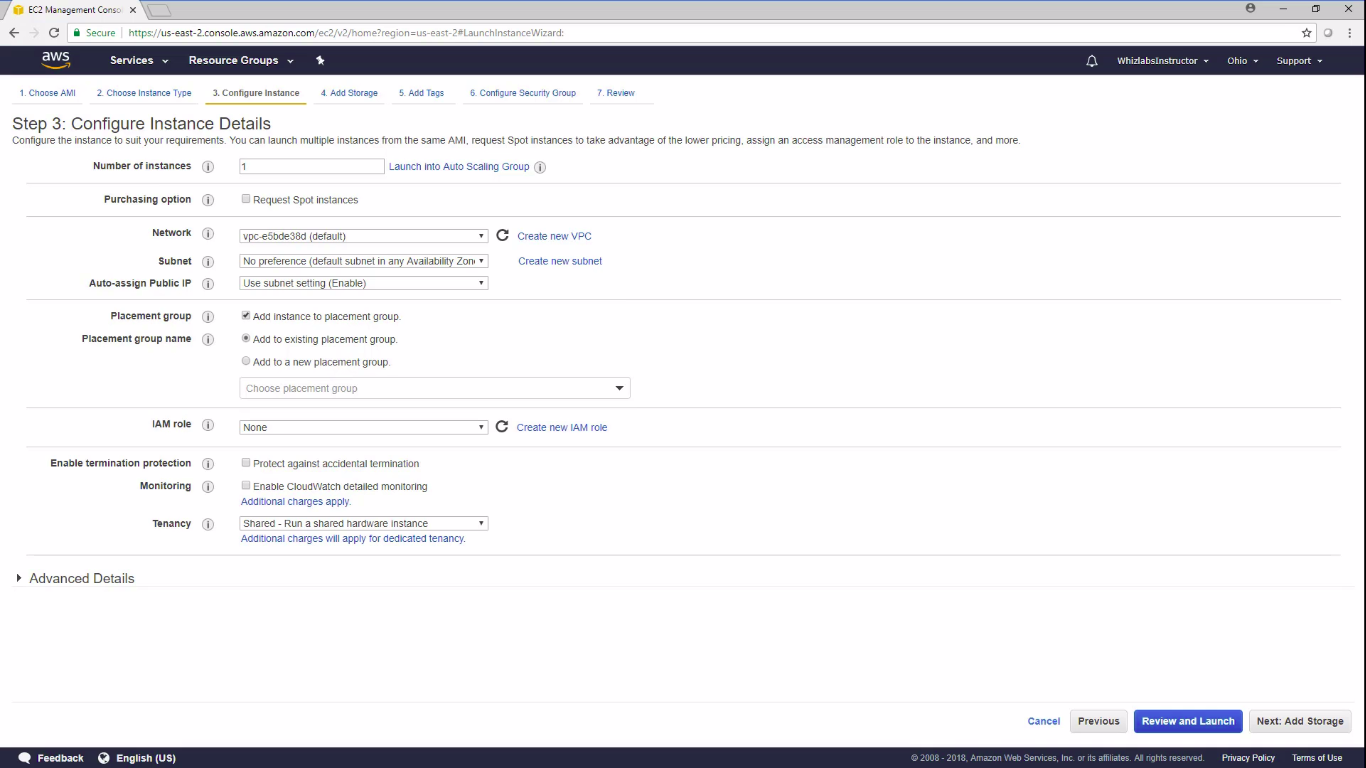 EC2 Management Conso
Secure https://us-east-2.console.aws.amazon.com/ec2/v2/home?region=us-east-2#LaunchInstanceWizard:
aws Services Resource Groups WhizlabsInstructor Ohio Support
1. Choose AMI 2. Choose Instance Type 3. Configure Instance 4. Add Storage 5. Add Tags 6. Configure Security Group 7. Review
Step 3: Configure Instance Details
Configure the instance to suit your requirements. You can launch multiple instances from the same AMI, request Spot instances to take advantage of the lower pricing, assign an access management role to the instance, and more.
Number of instances i 1 Launch into Auto Scaling Group i
Purchasing option i Request Spot instances
Network i vpc-e5bde38d (default) Create new VPC
Subnet i No preference (default subnet in any Availability Zon Create new subnet
Auto-assign Public IP i Use subnet setting (Enable)
Placement group i Add instance to placement group.
Placement group name i Add to existing placement group.
Add to a new placement group.
Choose placement group
IAM role i None Create new IAM role
Enable termination protection i Protect against accidental termination
Monitoring i Enable CloudWatch detailed monitoring
Additional charges apply.
Tenancy i Shared - Run a shared hardware instance
Additional charges will apply for dedicated tenancy.
Advanced Details
Cancel Previous Review and Launch Next: Add Storage
Feedback English (US) © 2008 - 2018, Amazon Web Services, Inc. or its affiliates. All rights reserved. Privacy Policy Terms of Use